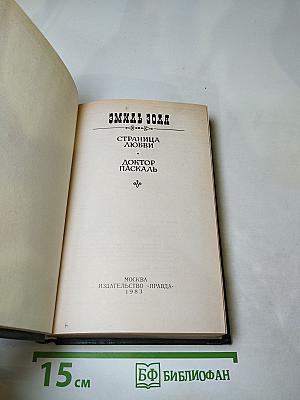 ЭМИЛЬ ЗОЛЯ
СТРАНИЦА
ЛЮБВИ
ДОКТОР
ПАСКАЛЬ
МОСКВА
ИЗДАТЕЛЬСТВО «ПРАВДА»
1983
15 см
БФ БИБЛИОФАН